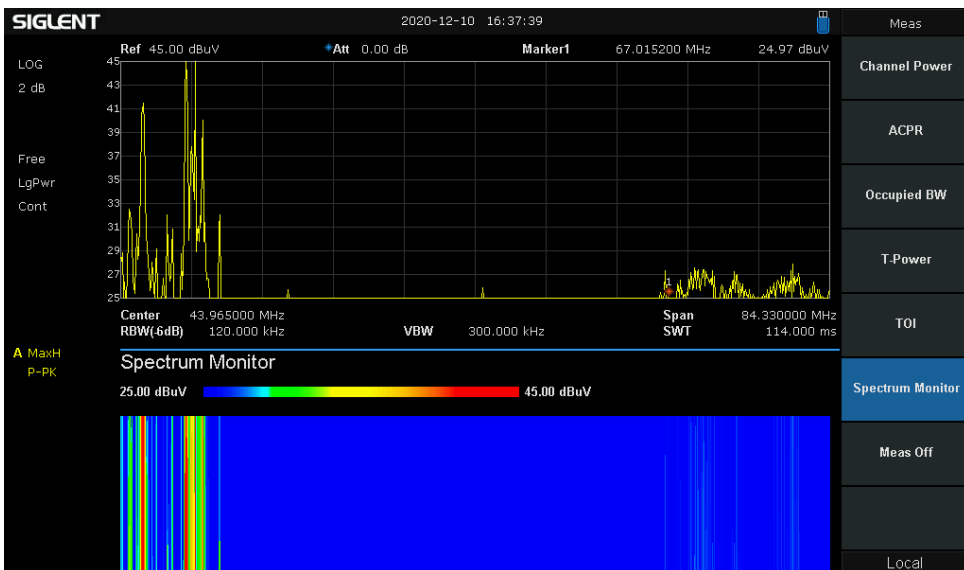 SIGLENT 2020-12-10 16:37:39 Meas
Ref 45.00 dBuV Att 0.00 dB Marker1 67.015200 MHz 24.97 dBuV
LOG
2 dB
Free
LgPwr
Cont
45
43
41
39
37
35
33
31
29
27
25
1
Center 43.965000 MHz Span 84.330000 MHz
RBW(-6dB) 120.000 kHz VBW 300.000 kHz SWT 114.000 ms
A MaxH
P-PK
Spectrum Monitor
25.00 dBuV 45.00 dBuV
Channel Power
ACPR
Occupied BW
T-Power
TOI
Spectrum Monitor
Meas Off
Local